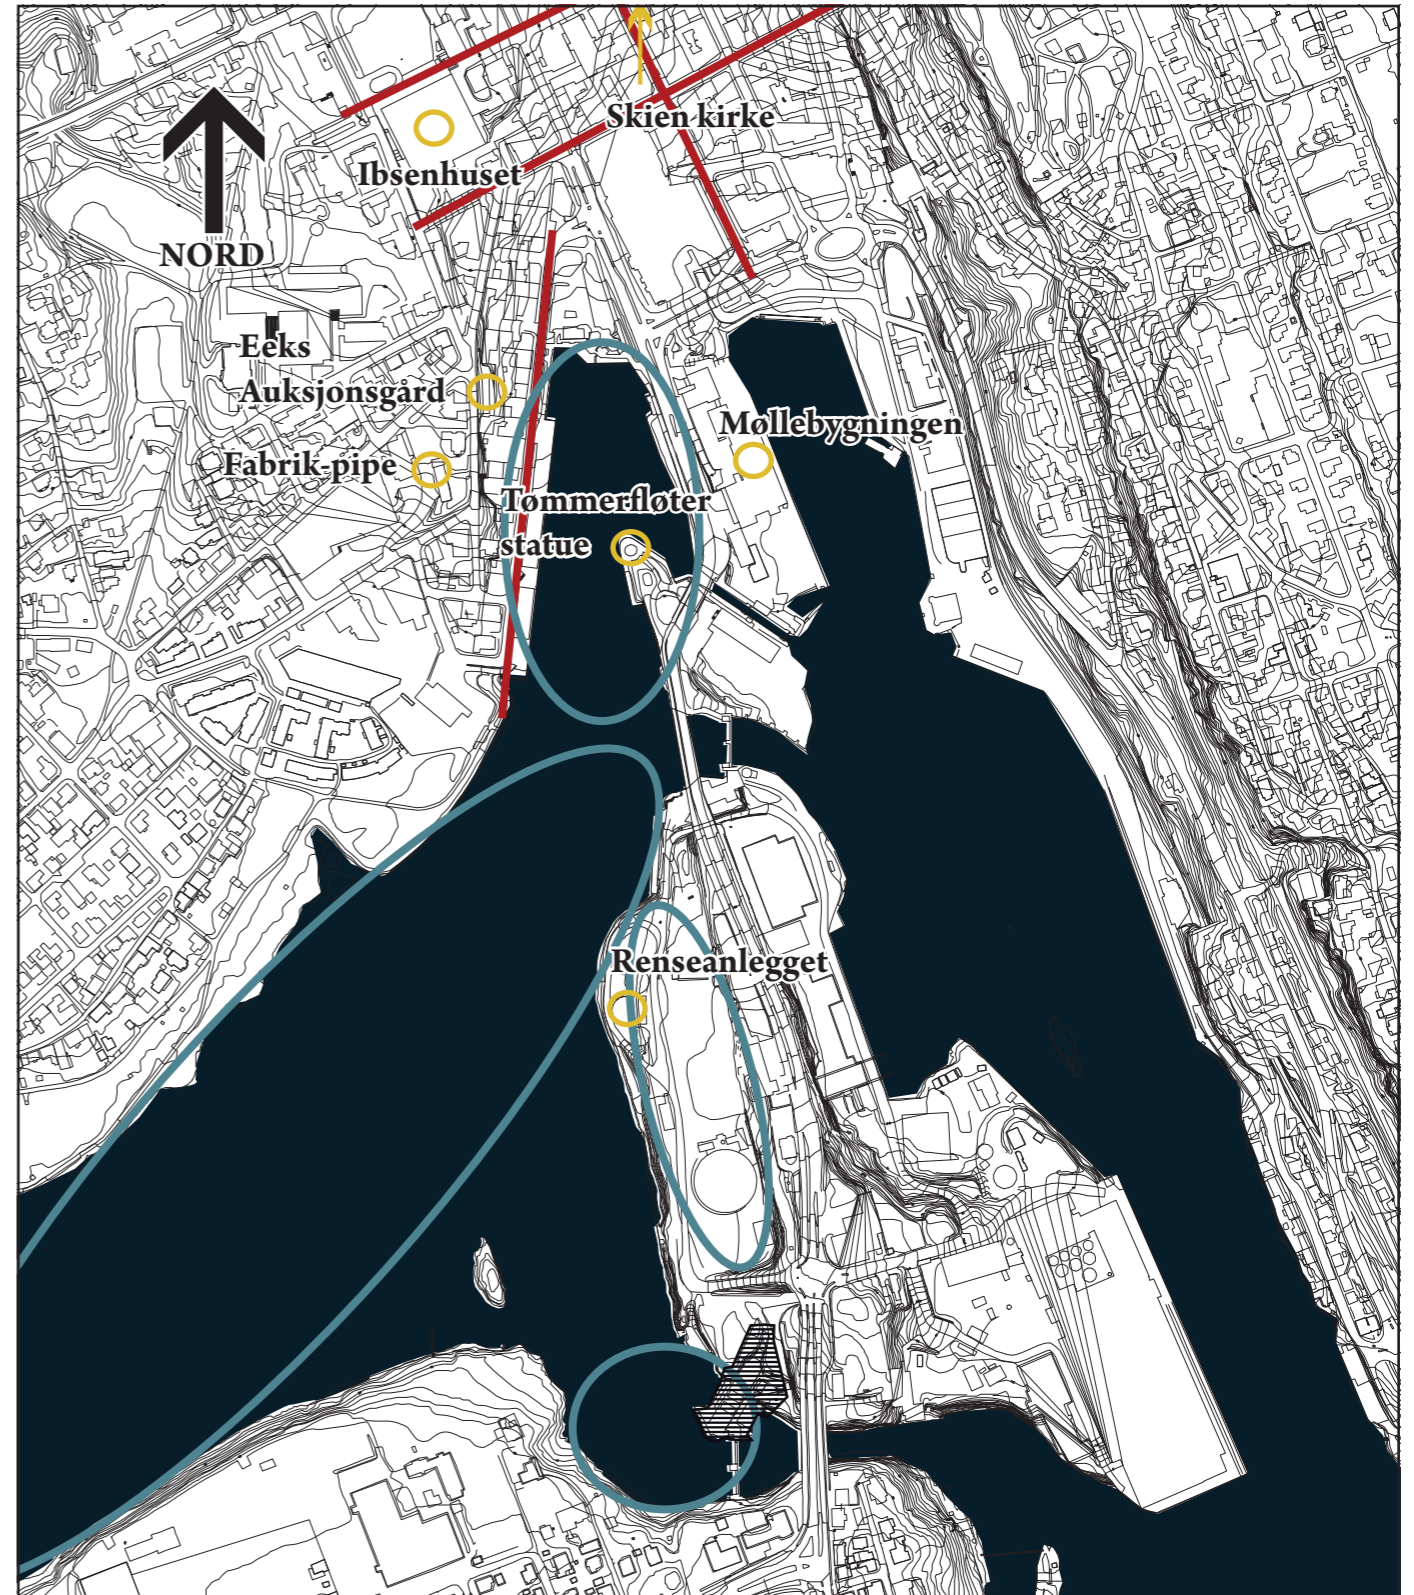 Skien kirke
Ibsenhuset
NORD
Eeks
Auksjonsgård
Møllebygningen
Fabrik-pipe
Tømmerfløter
statue
Renseanlegget